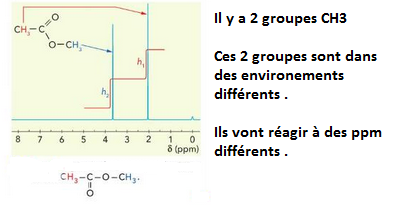 CH₃—C
O
O—CH₃
h₁
h₂
8 7 6 5 4 3 2 1 0
δ (ppm)
CH₃–C–O–CH₃.
O
Il y a 2 groupes CH3
Ces 2 groupes sont dans
des environements
différents .
Ils vont réagir à des ppm
différents .